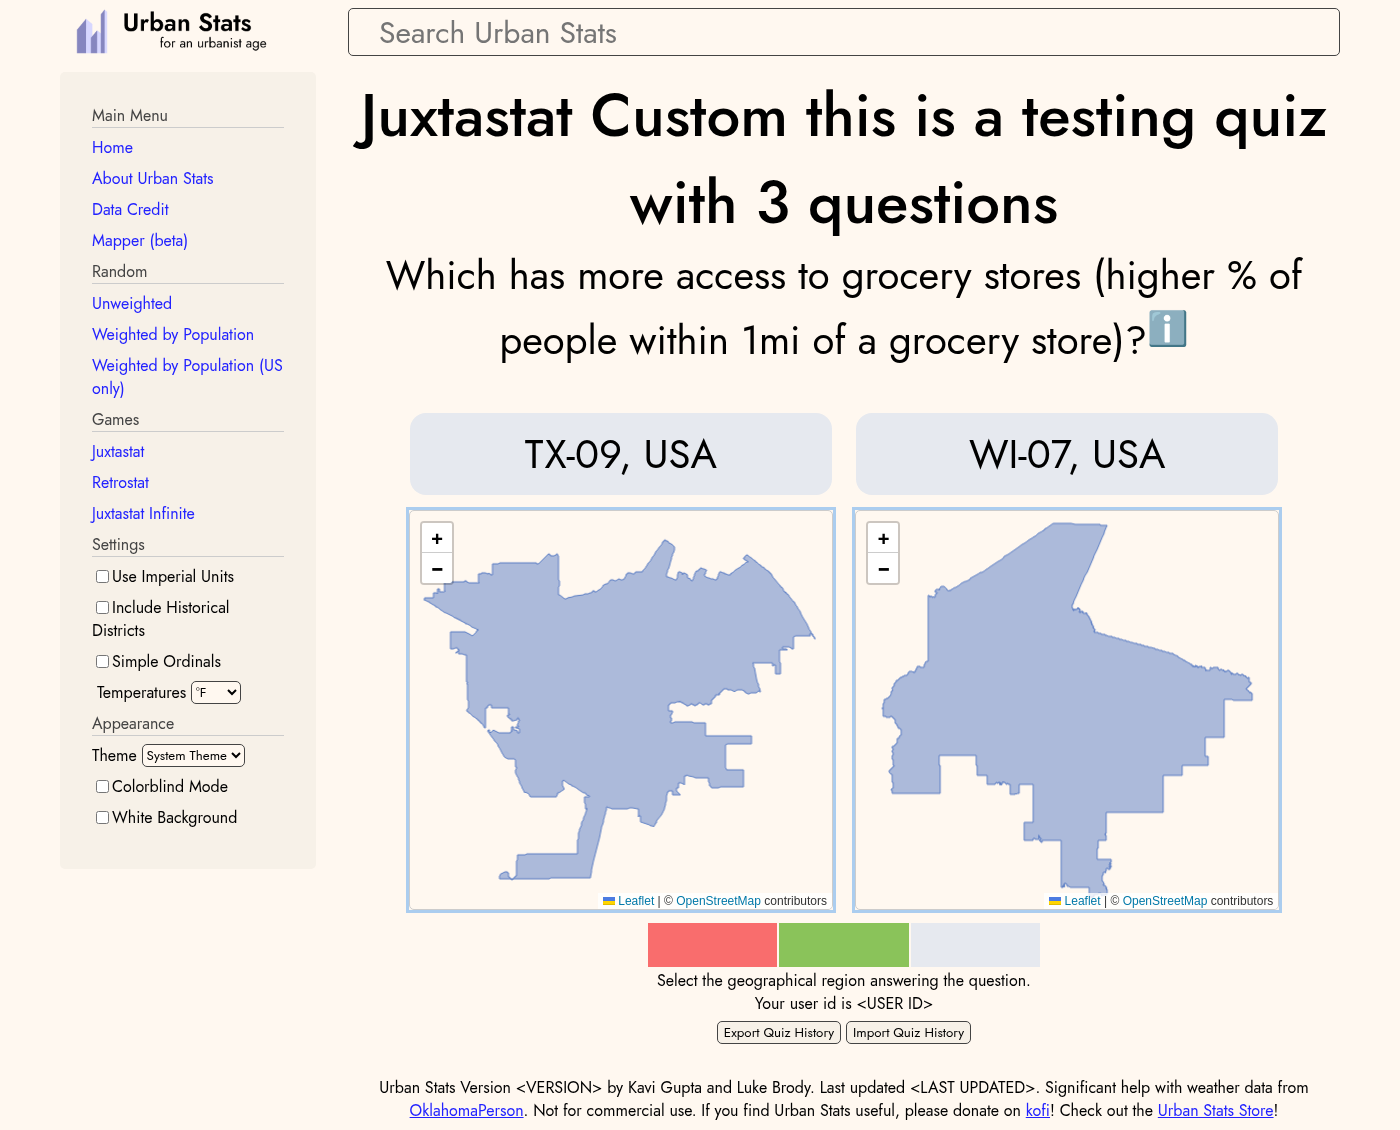 Urban Stats
for an urbanist age
Search Urban Stats
Main Menu
Home
About Urban Stats
Data Credit
Mapper (beta)
Random
Unweighted
Weighted by Population
Weighted by Population (US
only)
Games
Juxtastat
Retrostat
Juxtastat Infinite
Settings
Use Imperial Units
Include Historical
Districts
Simple Ordinals
Temperatures °F
Appearance
Theme System Theme
Colorblind Mode
White Background
Juxtastat Custom this is a testing quiz
with 3 questions
Which has more access to grocery stores (higher % of
people within 1mi of a grocery store)?ℹ️
TX-09, USA
WI-07, USA
+
−
Leaflet | © OpenStreetMap contributors
+
−
Leaflet | © OpenStreetMap contributors
Select the geographical region answering the question.
Your user id is <USER ID>
Export Quiz History Import Quiz History
Urban Stats Version <VERSION> by Kavi Gupta and Luke Brody. Last updated <LAST UPDATED>. Significant help with weather data from
OklahomaPerson. Not for commercial use. If you find Urban Stats useful, please donate on kofi! Check out the Urban Stats Store!